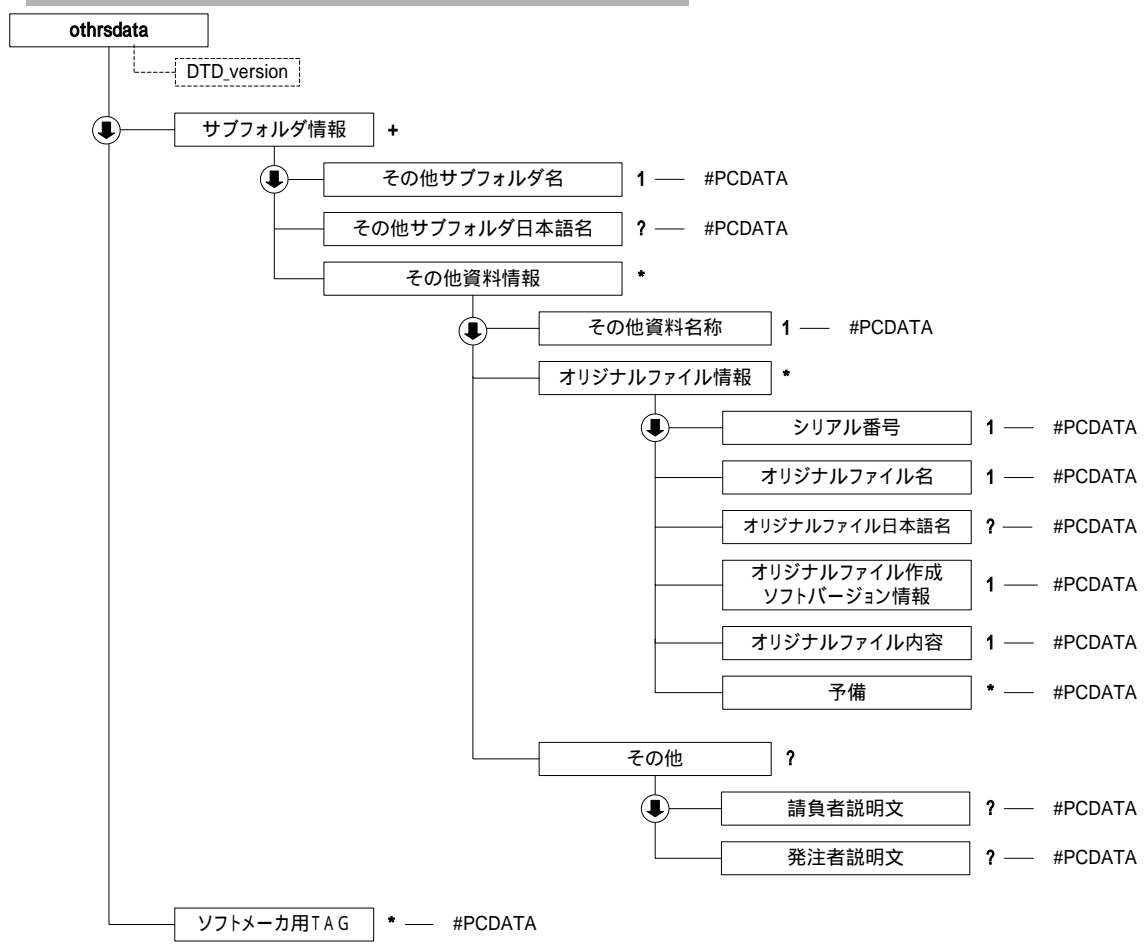 othrsdata
DTD_version
サブフォルダ情報 +
その他サブフォルダ名 1 #PCDATA
その他サブフォルダ日本語名 ? #PCDATA
その他資料情報 *
その他資料名称 1 #PCDATA
オリジナルファイル情報 *
シリアル番号 1 #PCDATA
オリジナルファイル名 1 #PCDATA
オリジナルファイル日本語名 ? #PCDATA
オリジナルファイル作成
ソフトバージョン情報 1 #PCDATA
オリジナルファイル内容 1 #PCDATA
予備 * #PCDATA
その他 ?
請負者説明文 ? #PCDATA
発注者説明文 ? #PCDATA
ソフトメーカ用TAG * #PCDATA